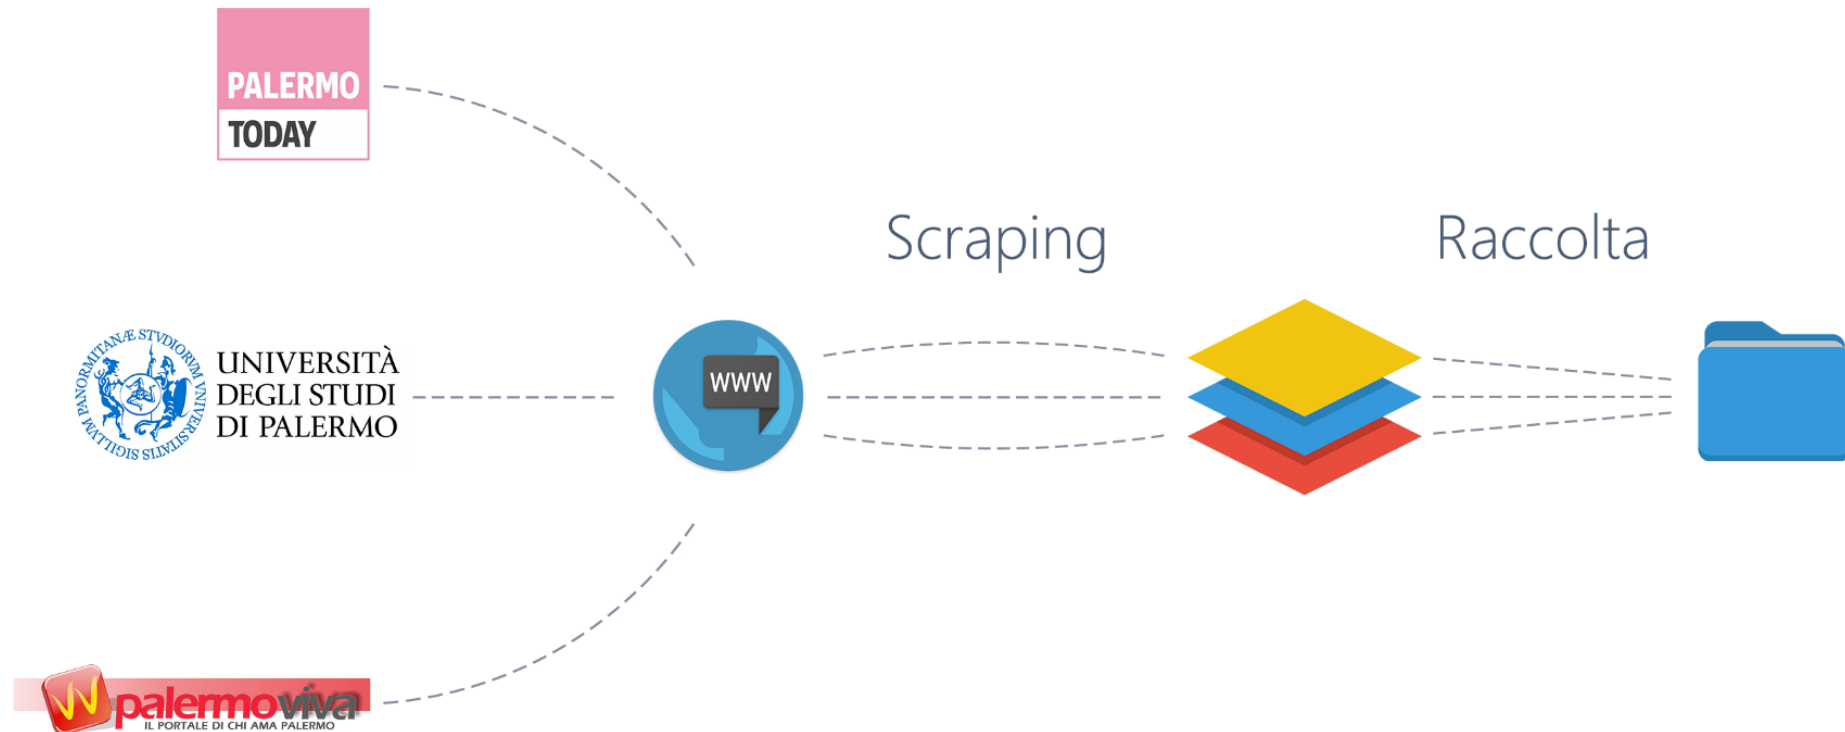 PALERMO
TODAY
Scraping
Raccolta
WWW
UNIVERSITÀ
DEGLI STUDI
DI PALERMO
palermoviva
IL PORTALE DI CHI AMA PALERMO